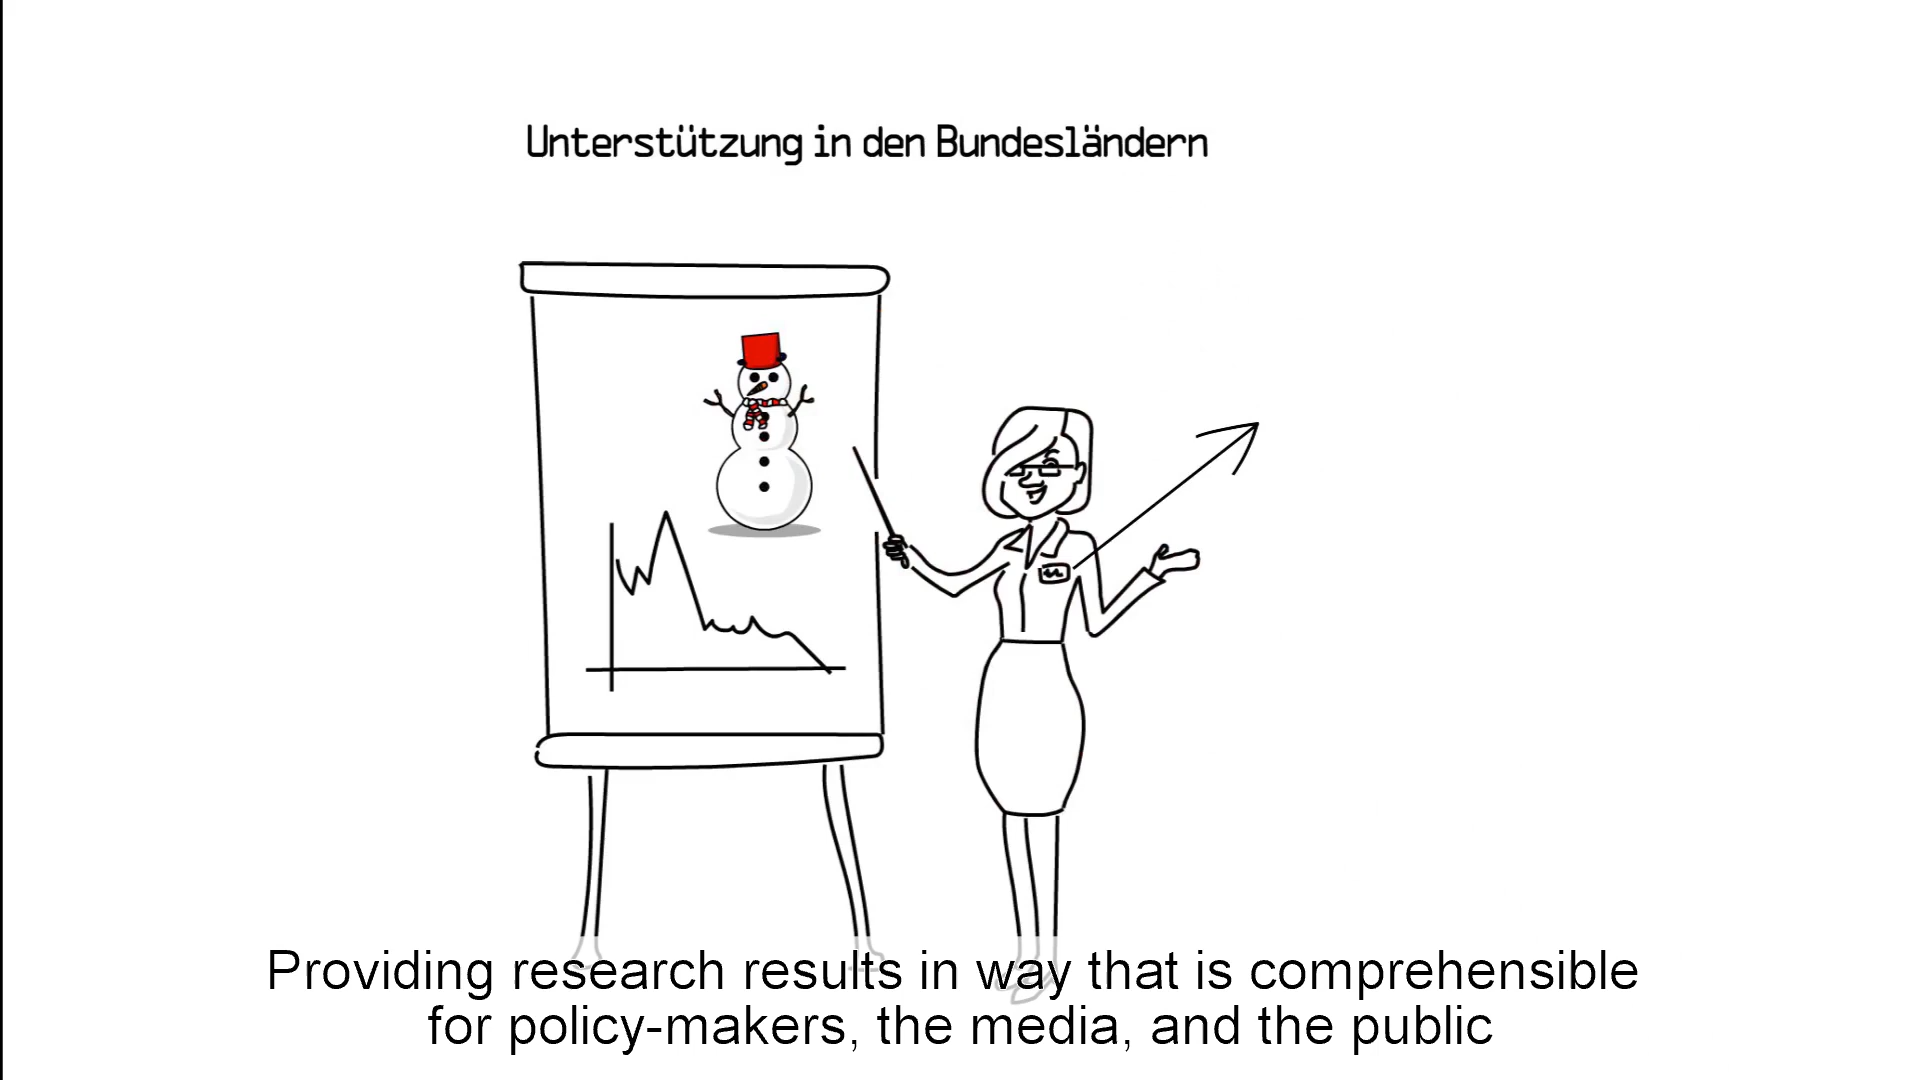 Unterstützung in den Bundesländern
Providing research results in way that is comprehensible
for policy-makers, the media, and the public